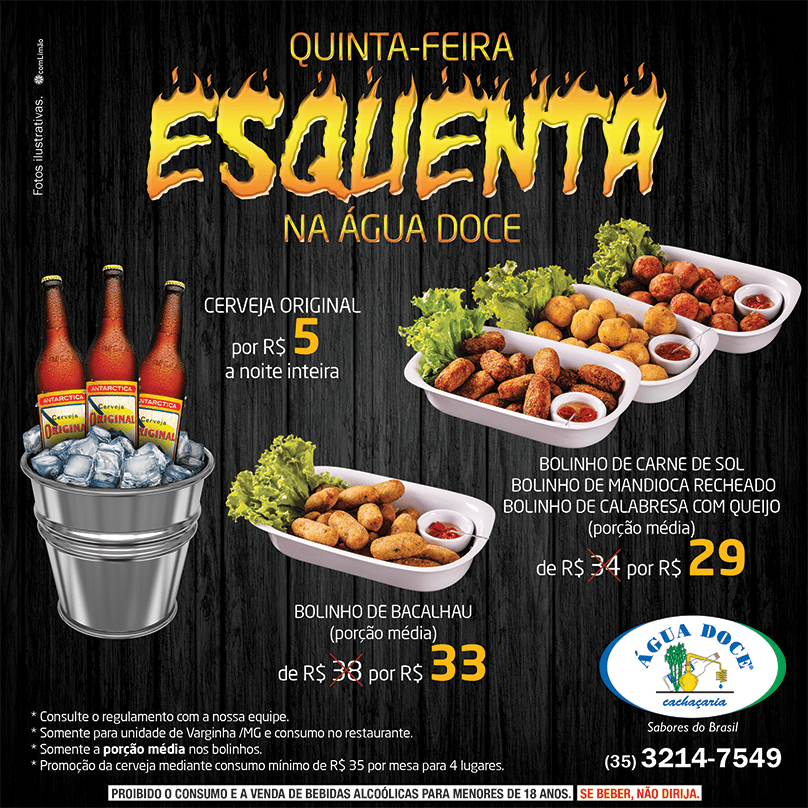 QUINTA-FEIRA
ESQUENTA
NA ÁGUA DOCE
Fotos ilustrativas.
comLimão
CERVEJA ORIGINAL
por R$ 5
a noite inteira
ANTARCTICA
ANTARCTICA
ANTARCTICA
Cerveja
ORIGINAL
Cerveja
ORIGINAL
BOLINHO DE CARNE DE SOL
BOLINHO DE MANDIOCA RECHEADO
BOLINHO DE CALABRESA COM QUEIJO
(porção média)
de R$ 34 por R$ 29
BOLINHO DE BACALHAU
(porção média)
de R$ 38 por R$ 33
ÁGUA DOCE®
cachaçaria
Sabores do Brasil
(35) 3214-7549
* Consulte o regulamento com a nossa equipe.
* Somente para unidade de Varginha /MG e consumo no restaurante.
* Somente a porção média nos bolinhos.
* Promoção da cerveja mediante consumo mínimo de R$ 35 por mesa para 4 lugares.
PROIBIDO O CONSUMO E A VENDA DE BEBIDAS ALCOÓLICAS PARA MENORES DE 18 ANOS. SE BEBER, NÃO DIRIJA.